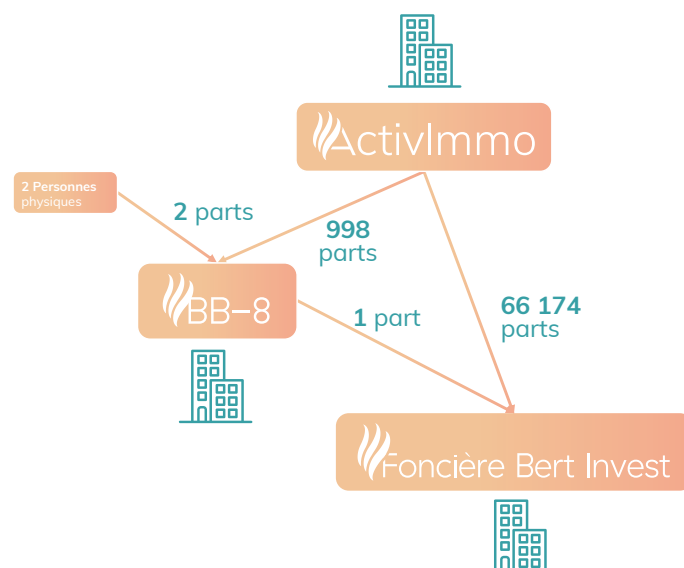 ActivImmo
2 Personnes
physiques
2 parts
998
parts
BB-8
1 part
66 174
parts
Foncière Bert Invest